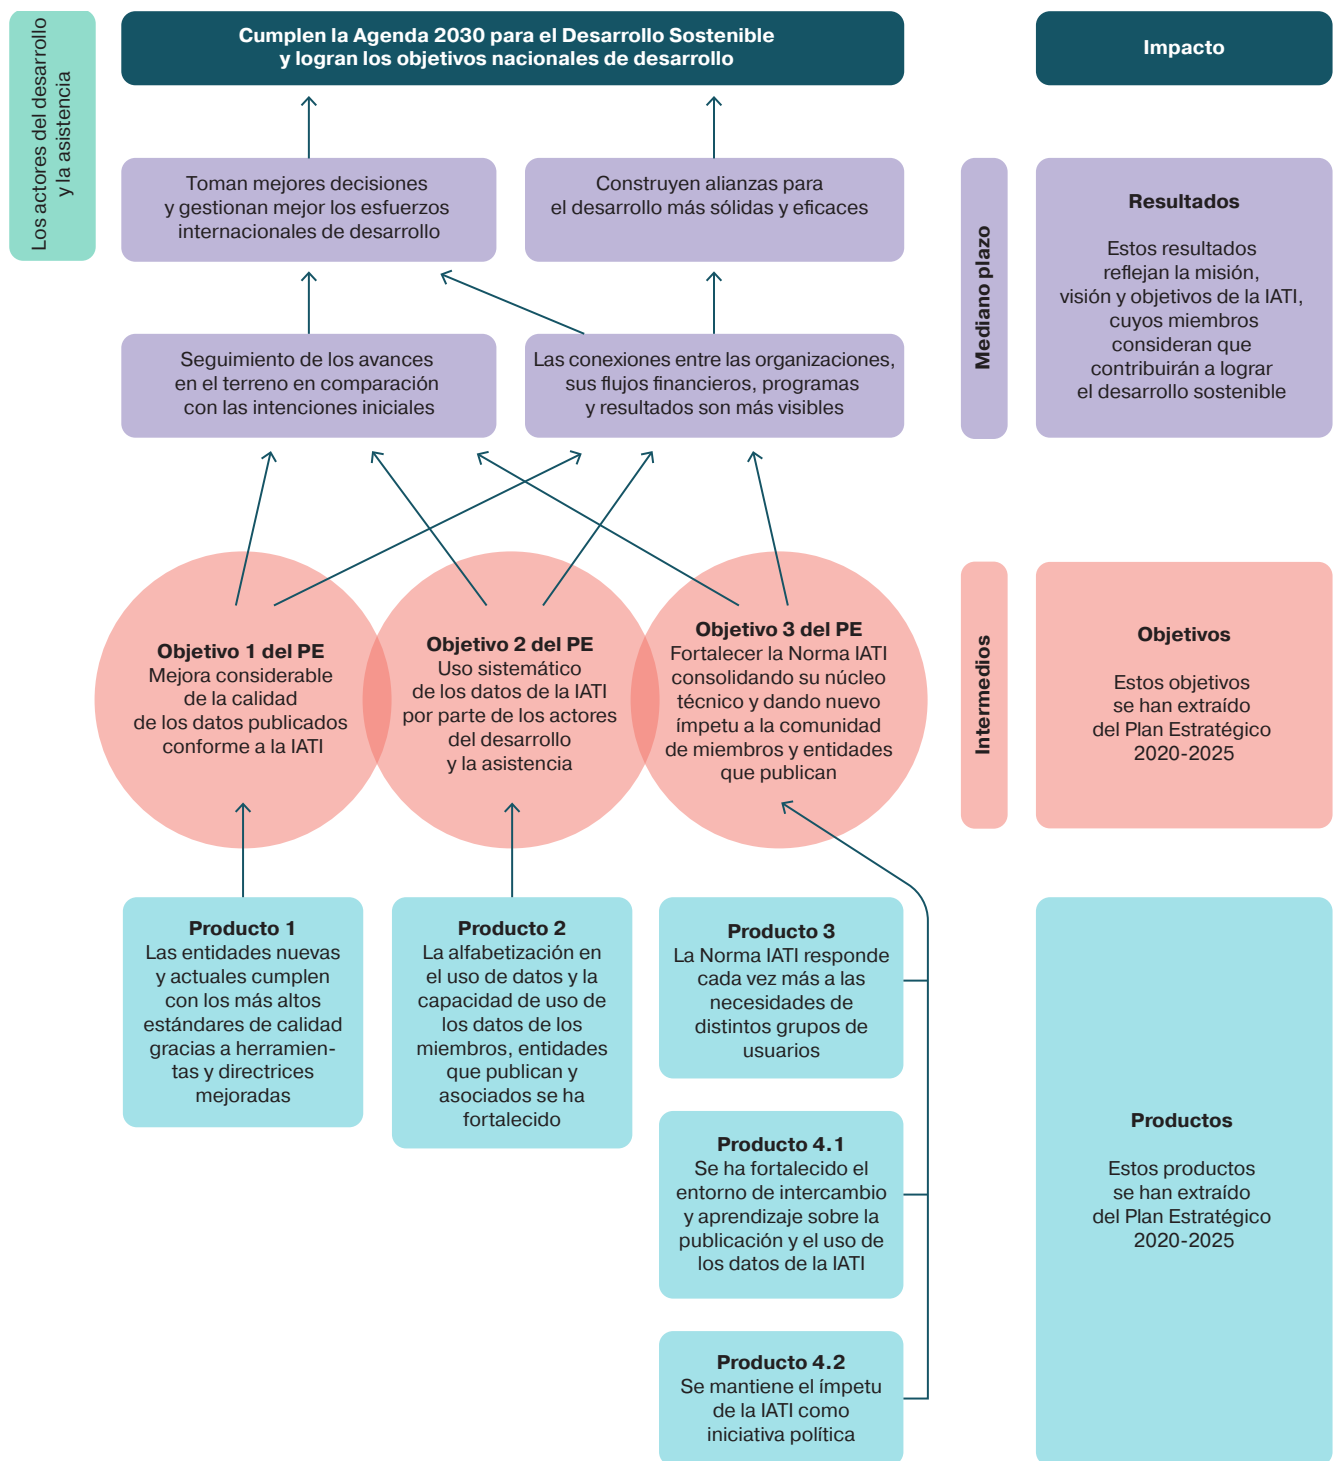 Los actores del desarrollo
y la asistencia
Cumplen la Agenda 2030 para el Desarrollo Sostenible
y logran los objetivos nacionales de desarrollo
Impacto
Toman mejores decisiones
y gestionan mejor los esfuerzos
internacionales de desarrollo
Construyen alianzas para
el desarrollo más sólidas y eficaces
Seguimiento de los avances
en el terreno en comparación
con las intenciones iniciales
Las conexiones entre las organizaciones,
sus flujos financieros, programas
y resultados son más visibles
Mediano plazo
Resultados
Estos resultados
reflejan la misión,
visión y objetivos de la IATI,
cuyos miembros
consideran que
contribuirán a lograr
el desarrollo sostenible
Objetivo 1 del PE
Mejora considerable
de la calidad
de los datos publicados
conforme a la IATI
Objetivo 2 del PE
Uso sistemático
de los datos de la IATI
por parte de los actores
del desarrollo
y la asistencia
Objetivo 3 del PE
Fortalecer la Norma IATI
consolidando su núcleo
técnico y dando nuevo
ímpetu a la comunidad
de miembros y entidades
que publican
Intermedios
Objetivos
Estos objetivos
se han extraído
del Plan Estratégico
2020-2025
Producto 1
Las entidades nuevas
y actuales cumplen
con los más altos
estándares de calidad
gracias a herramien-
tas y directrices
mejoradas
Producto 2
La alfabetización en
el uso de datos y la
capacidad de uso de
los datos de los
miembros, entidades
que publican y
asociados se ha
fortalecido
Producto 3
La Norma IATI responde
cada vez más a las
necesidades de
distintos grupos de
usuarios
Producto 4.1
Se ha fortalecido el
entorno de intercambio
y aprendizaje sobre la
publicación y el uso de
los datos de la IATI
Producto 4.2
Se mantiene el ímpetu
de la IATI como
iniciativa política
Productos
Estos productos
se han extraído
del Plan Estratégico
2020-2025